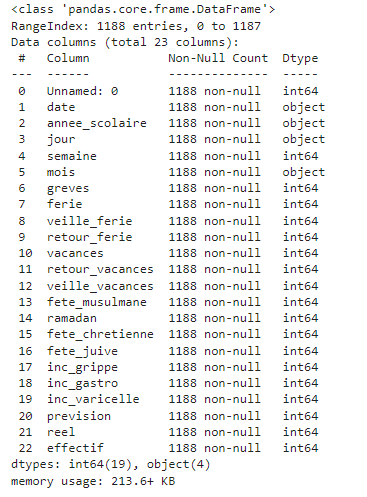 <class 'pandas.core.frame.DataFrame'>
RangeIndex: 1188 entries, 0 to 1187
Data columns (total 23 columns):
 #   Column           Non-Null Count  Dtype
---  ------           --------------  -----
 0   Unnamed: 0       1188 non-null   int64
 1   date             1188 non-null   object
 2   annee_scolaire   1188 non-null   object
 3   jour             1188 non-null   object
 4   semaine          1188 non-null   int64
 5   mois             1188 non-null   object
 6   greves           1188 non-null   int64
 7   ferie            1188 non-null   int64
 8   veille_ferie     1188 non-null   int64
 9   retour_ferie     1188 non-null   int64
 10  vacances         1188 non-null   int64
 11  retour_vacances  1188 non-null   int64
 12  veille_vacances  1188 non-null   int64
 13  fete_musulmane   1188 non-null   int64
 14  ramadan          1188 non-null   int64
 15  fete_chretienne  1188 non-null   int64
 16  fete_juive       1188 non-null   int64
 17  inc_grippe       1188 non-null   int64
 18  inc_gastro       1188 non-null   int64
 19  inc_varicelle    1188 non-null   int64
 20  prevision        1188 non-null   int64
 21  reel             1188 non-null   int64
 22  effectif         1188 non-null   int64
dtypes: int64(19), object(4)
memory usage: 213.6+ KB